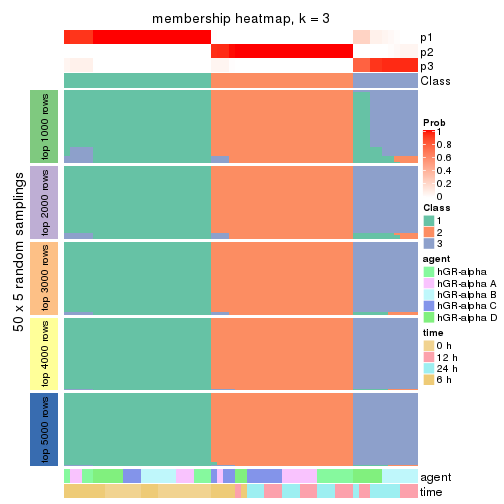 membership heatmap, k = 3
p1
p2
p3
Class
50 x 5 random samplings
top 1000 rows
top 2000 rows
top 3000 rows
top 4000 rows
top 5000 rows
agent
time
Prob
1
0.8
0.6
0.4
0.2
0
Class
1
2
3
agent
hGR-alpha
hGR-alpha A
hGR-alpha B
hGR-alpha C
hGR-alpha D
time
0 h
12 h
24 h
6 h